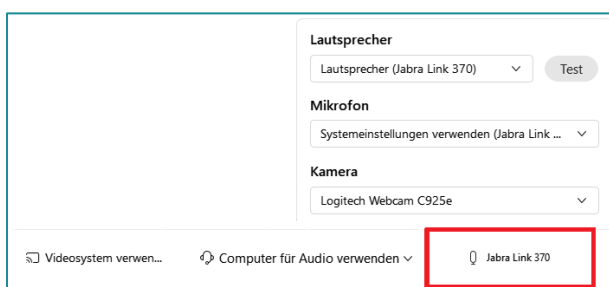 Lautsprecher
Lautsprecher (Jabra Link 370)
Test
Mikrofon
Systemeinstellungen verwenden (Jabra Link ...
Kamera
Logitech Webcam C925e
Videosystem verwen...
Computer für Audio verwenden
Jabra Link 370